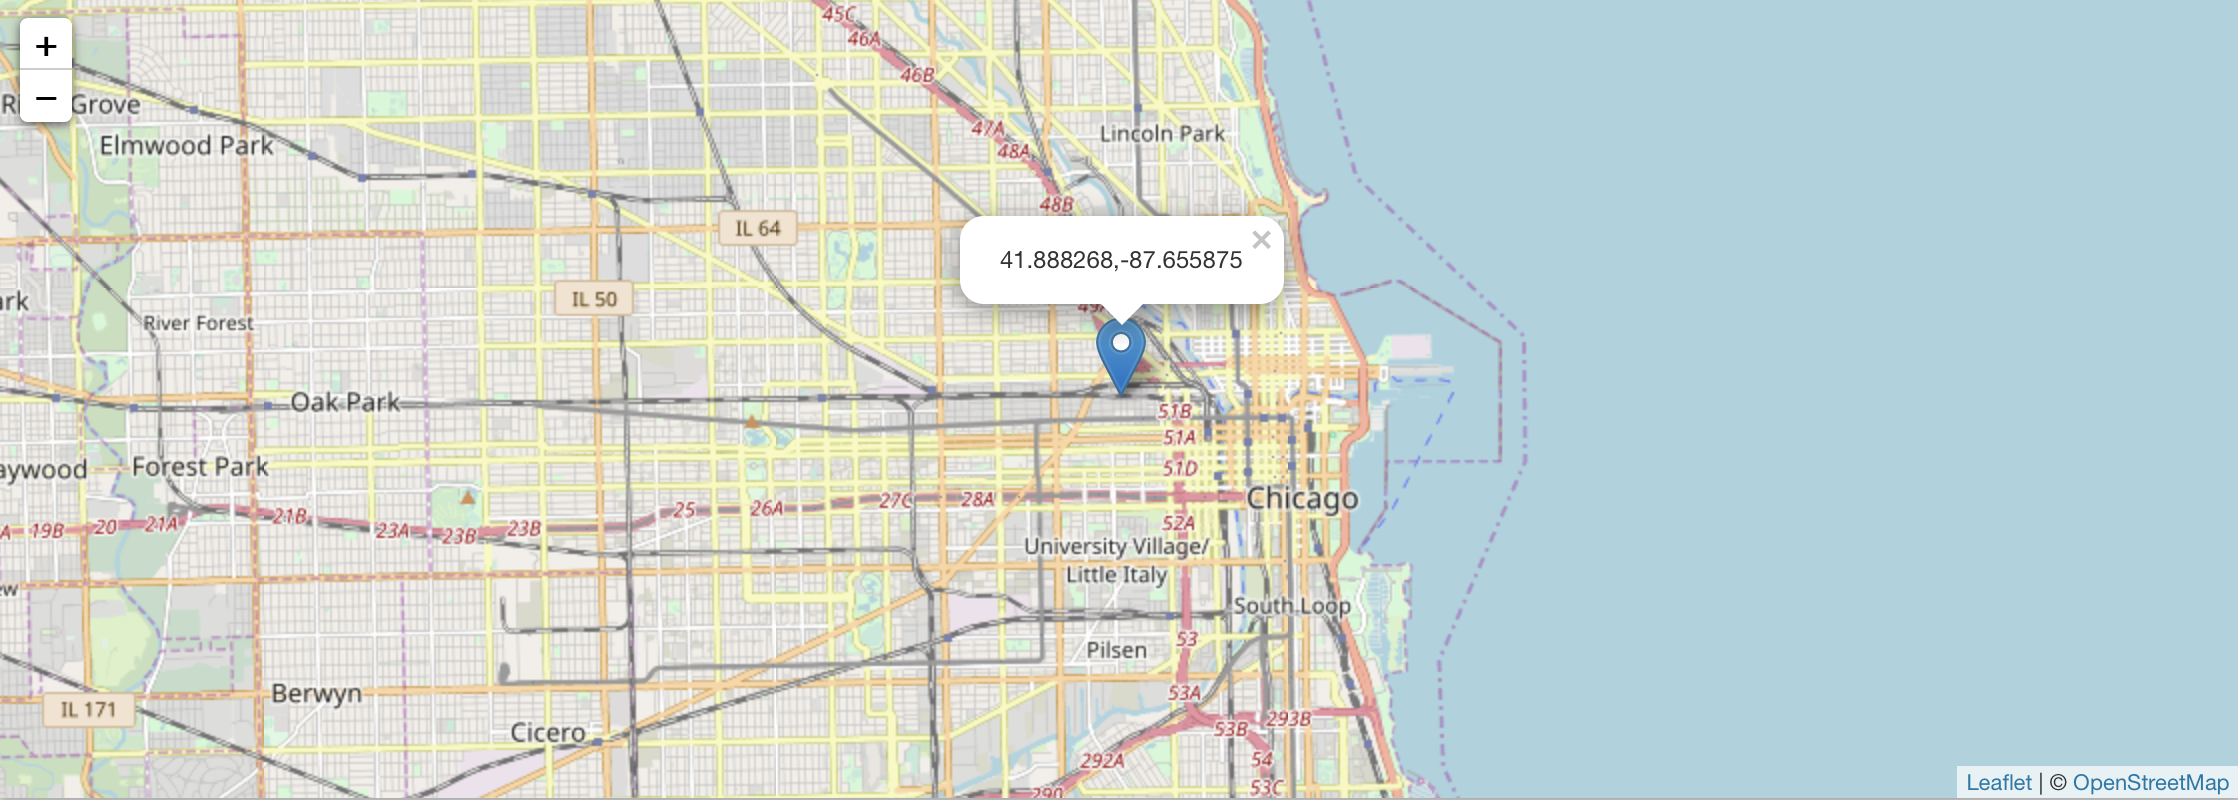 +
−
45C
46A
46B
Grove
Lincoln Park
47A
Elmwood Park
48A
48B
IL 64
41.888268,-87.655875
×
IL 50
River Forest
Oak Park
51B
51A
Forest Park
51D
27C
28A
Chicago
25
26A
21B
21A
20
19B
23A
23B
23B
52A
University Village/
Little Italy
South Loop
53
Pilsen
Berwyn
53A
IL 171
293B
53B
Cicero
292A
54
290
53C
Leaflet | © OpenStreetMap